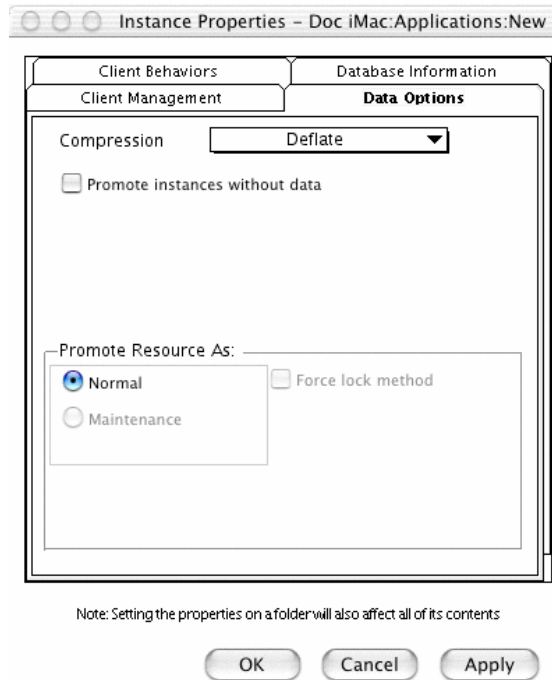 Instance Properties – Doc iMac:Applications:New
Client Behaviors
Database Information
Client Management
Data Options
Compression
Deflate
Promote instances without data
Promote Resource As:
Normal
Force lock method
Maintenance
Note: Setting the properties on a folder will also affect all of its contents
OK
Cancel
Apply